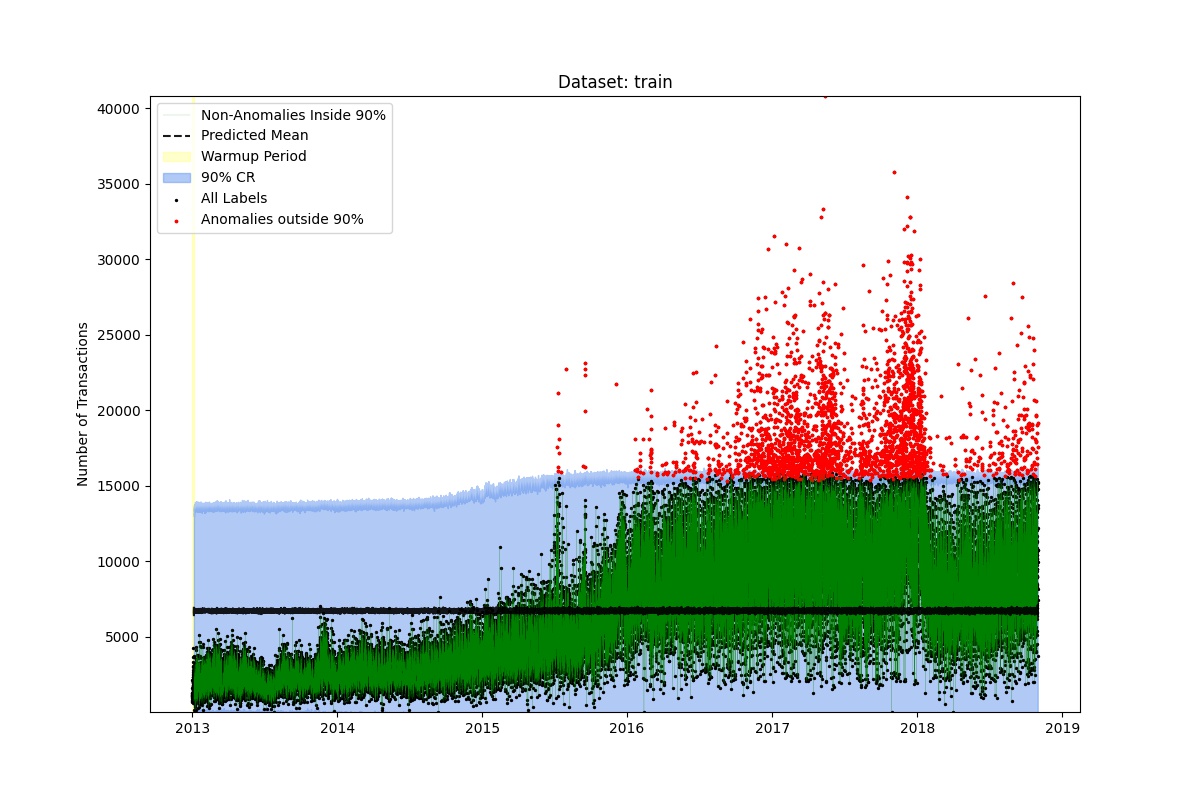 Dataset: train
Non-Anomalies Inside 90%
Predicted Mean
Warmup Period
90% CR
All Labels
Anomalies outside 90%
Number of Transactions
40000
35000
30000
25000
20000
15000
10000
5000
2013 2014 2015 2016 2017 2018 2019